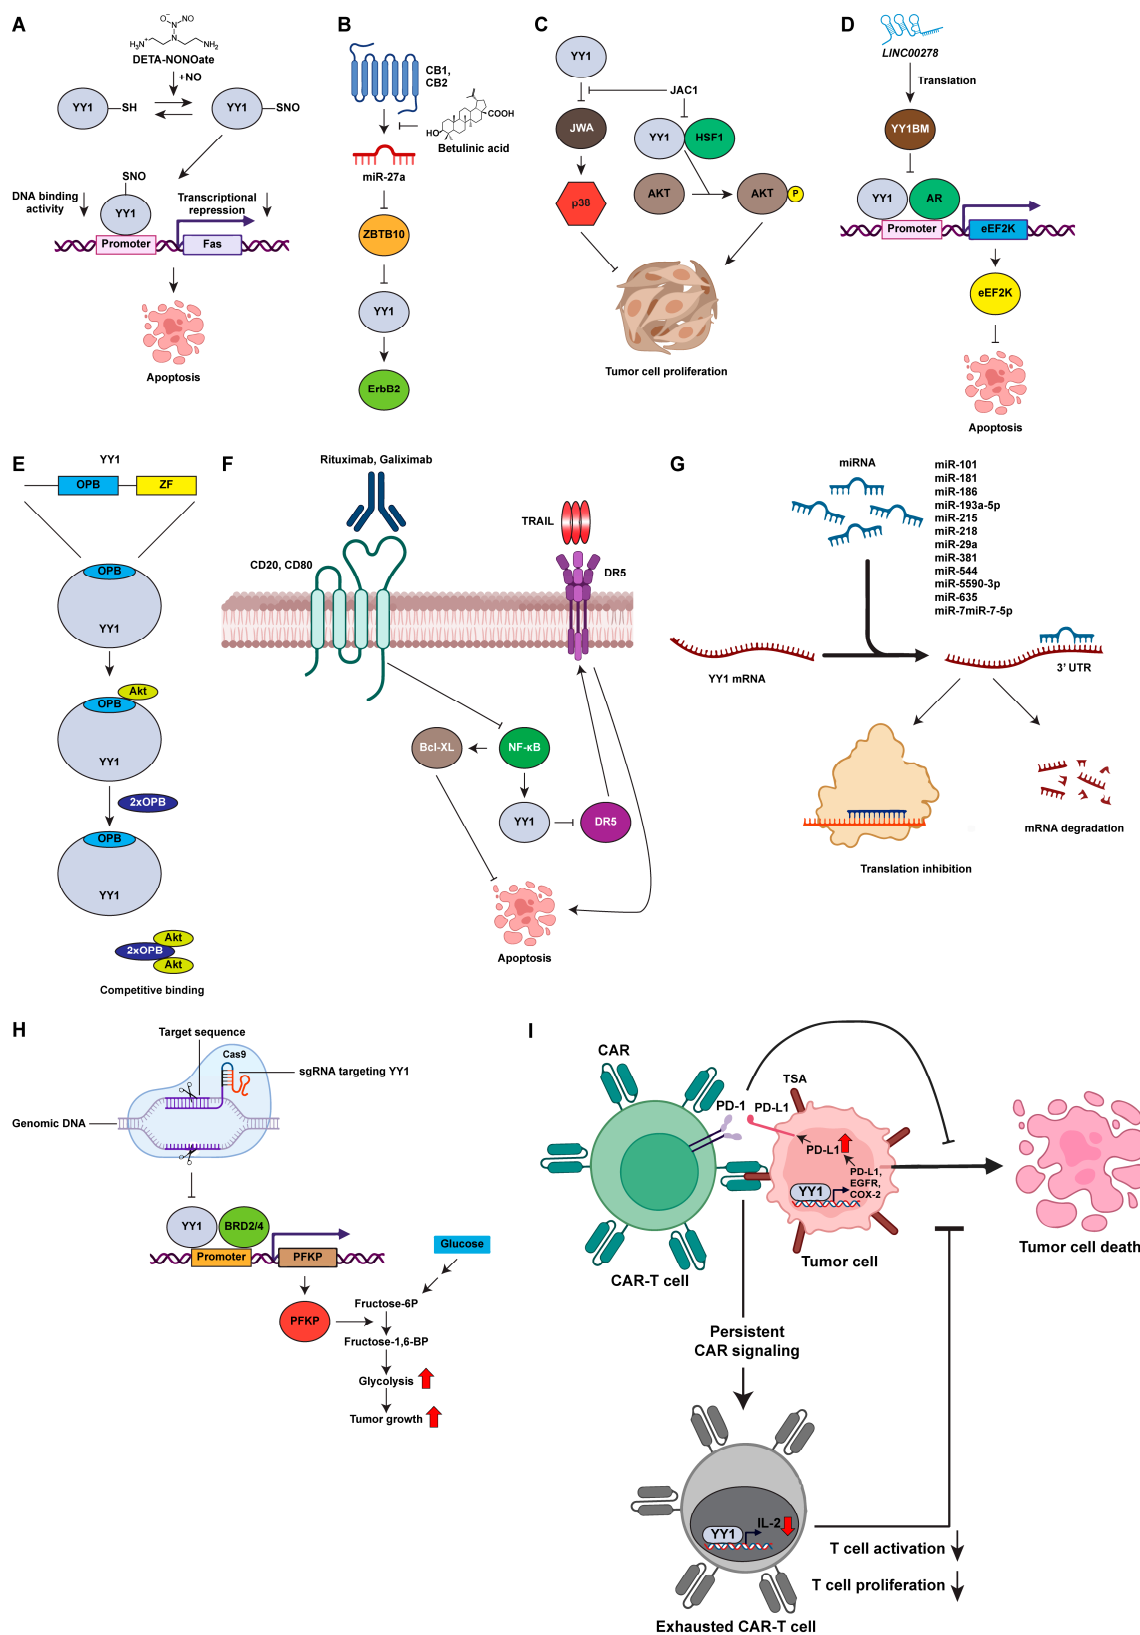 A
O⁻
N NO
N
H₃N⁺ NH₂
DETA-NONOate
+NO
YY1 SH
YY1 SNO
SNO
DNA binding
activity
YY1
Transcriptional
repression
Promoter
Fas
Apoptosis
B
CB1,
CB2
COOH
HO
Betulinic acid
miR-27a
ZBTB10
YY1
ErbB2
C
YY1
JAC1
JWA
YY1
HSF1
p38
AKT
AKT
P
Tumor cell proliferation
D
LINC00278
Translation
YY1BM
YY1
AR
Promoter
eEF2K
eEF2K
Apoptosis
E
YY1
OPB
ZF
OPB
YY1
Akt
OPB
YY1
2xOPB
OPB
YY1
Akt
2xOPB
Akt
Competitive binding
F
Rituximab, Galiximab
TRAIL
CD20, CD80
DR5
Bcl-XL
NF-κB
YY1
DR5
Apoptosis
G
miRNA
miR-101
miR-181
miR-186
miR-193a-5p
miR-215
miR-218
miR-29a
miR-381
miR-544
miR-5590-3p
miR-635
miR-7miR-7-5p
YY1 mRNA
3' UTR
Translation inhibition
mRNA degradation
H
Target sequence
Cas9
sgRNA targeting YY1
Genomic DNA
YY1
BRD2/4
Promoter
PFKP
Glucose
PFKP
Fructose-6P
Fructose-1,6-BP
Glycolysis
Tumor growth
I
CAR
TSA
PD-1
PD-L1
PD-L1
PD-L1,
EGFR,
COX-2
YY1
CAR-T cell
Tumor cell
Tumor cell death
Persistent
CAR signaling
YY1
IL-2
T cell activation
T cell proliferation
Exhausted CAR-T cell